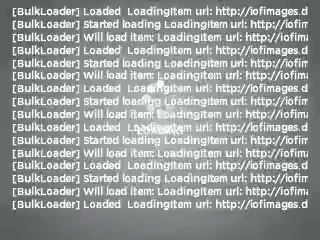 [BulkLoader] Loaded LoadingItem url: http://iofimages.d
[BulkLoader] Started loading LoadingItem url: http://iofir
[BulkLoader] Will load item: LoadingItem url: http://iofima
[BulkLoader] Loaded LoadingItem url: http://iofimages.d
[BulkLoader] Started loading LoadingItem url: http://iofir
[BulkLoader] Will load item: LoadingItem url: http://iofima
[BulkLoader] Loaded LoadingItem url: http://iofimages.d
[BulkLoader] Started loading LoadingItem url: http://iofir
[BulkLoader] Will load item: LoadingItem url: http://iofima
[BulkLoader] Loaded LoadingItem url: http://iofimages.d
[BulkLoader] Started loading LoadingItem url: http://iofir
[BulkLoader] Will load item: LoadingItem url: http://iofima
[BulkLoader] Loaded LoadingItem url: http://iofimages.d
[BulkLoader] Started loading LoadingItem url: http://iofir
[BulkLoader] Will load item: LoadingItem url: http://iofima
[BulkLoader] Loaded LoadingItem url: http://iofimages.d